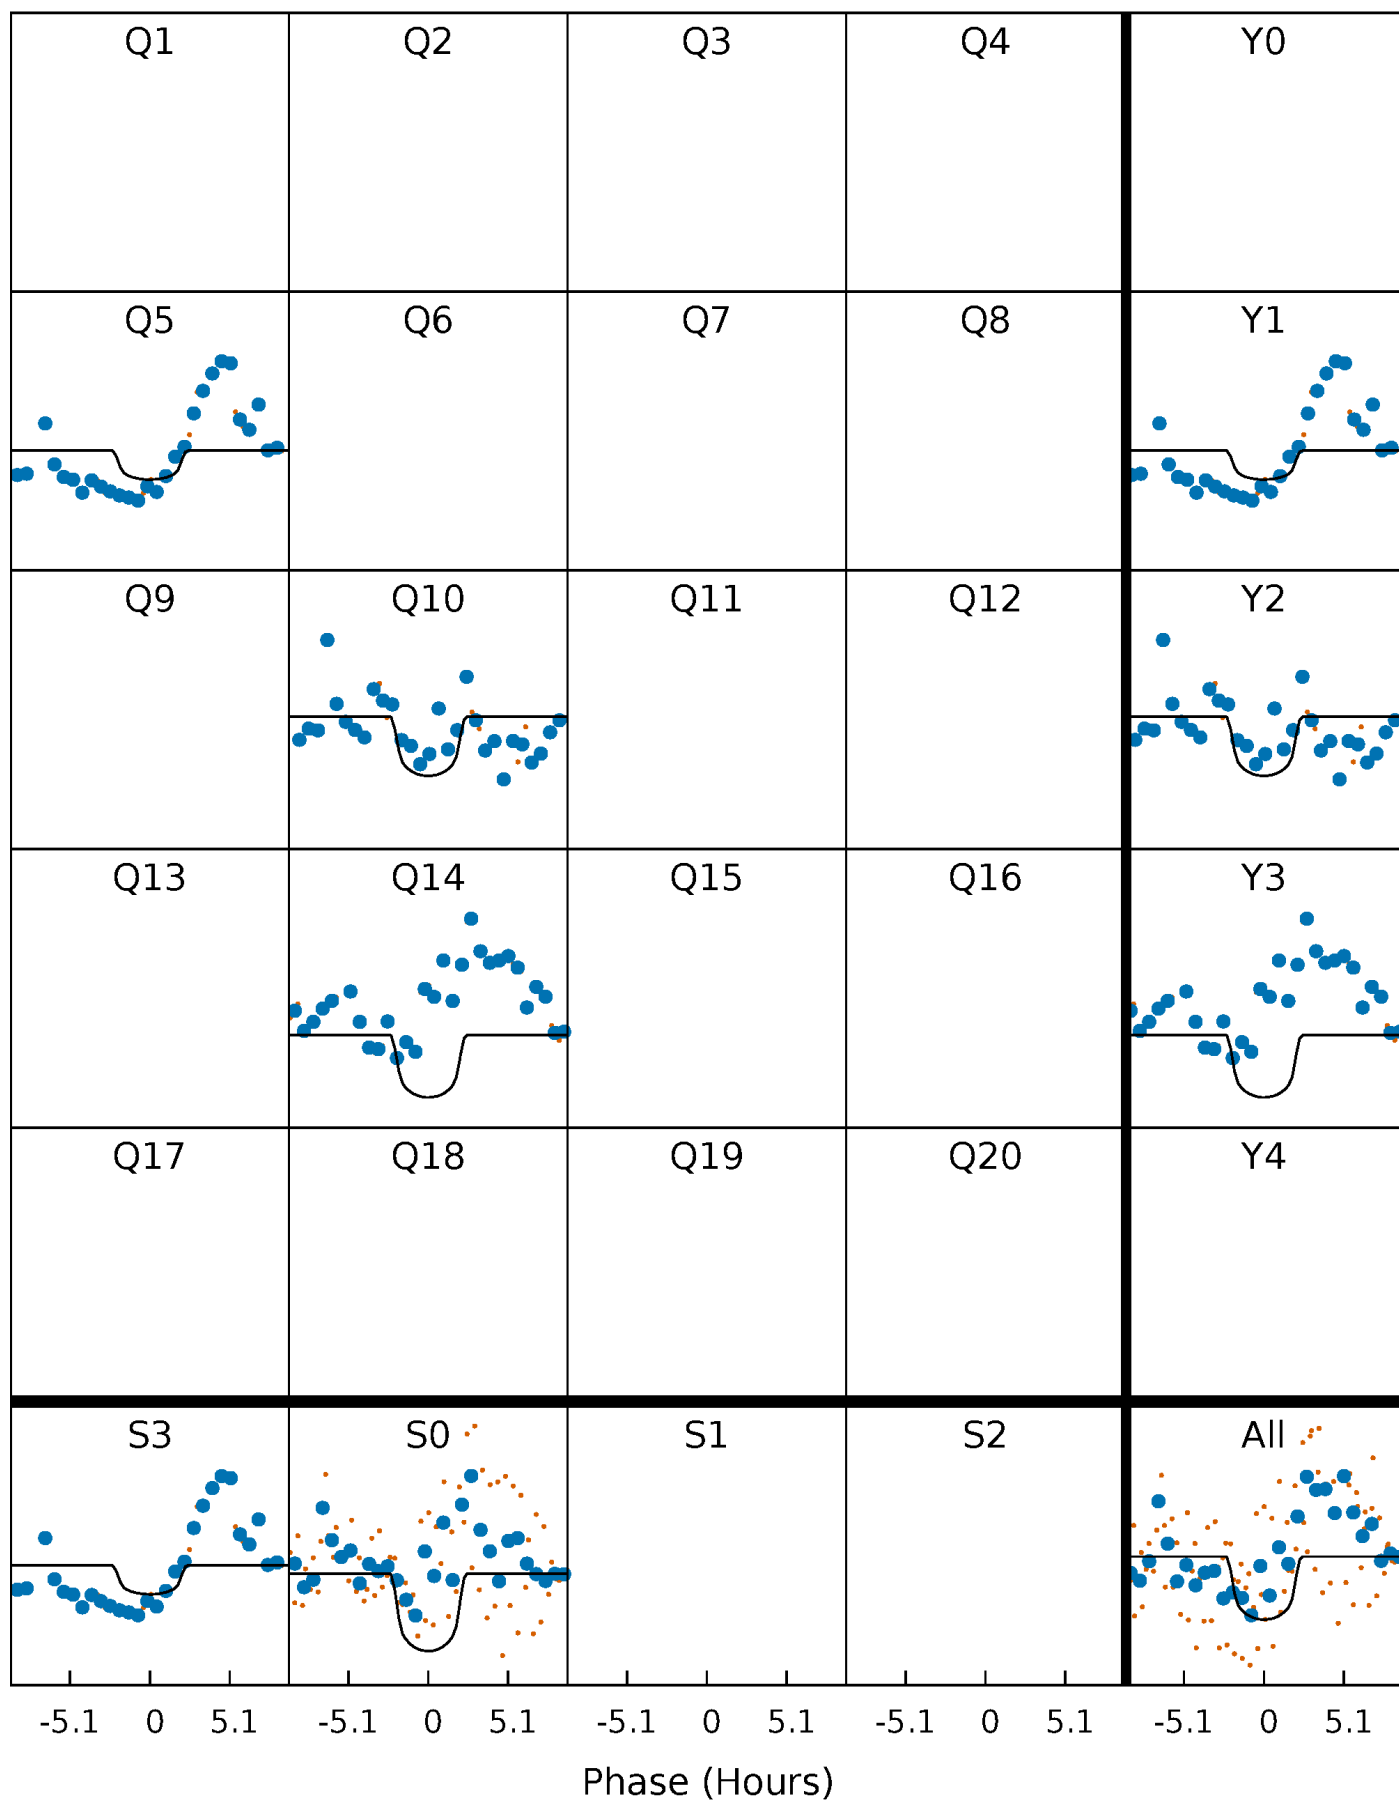 Q1 Q2 Q3 Q4 Y0
Q5 Q6 Q7 Q8 Y1
Q9 Q10 Q11 Q12 Y2
Q13 Q14 Q15 Q16 Y3
Q17 Q18 Q19 Q20 Y4
S3 S0 S1 S2 All
-5.1 0 5.1 -5.1 0 5.1 -5.1 0 5.1 -5.1 0 5.1 -5.1 0 5.1
Phase (Hours)